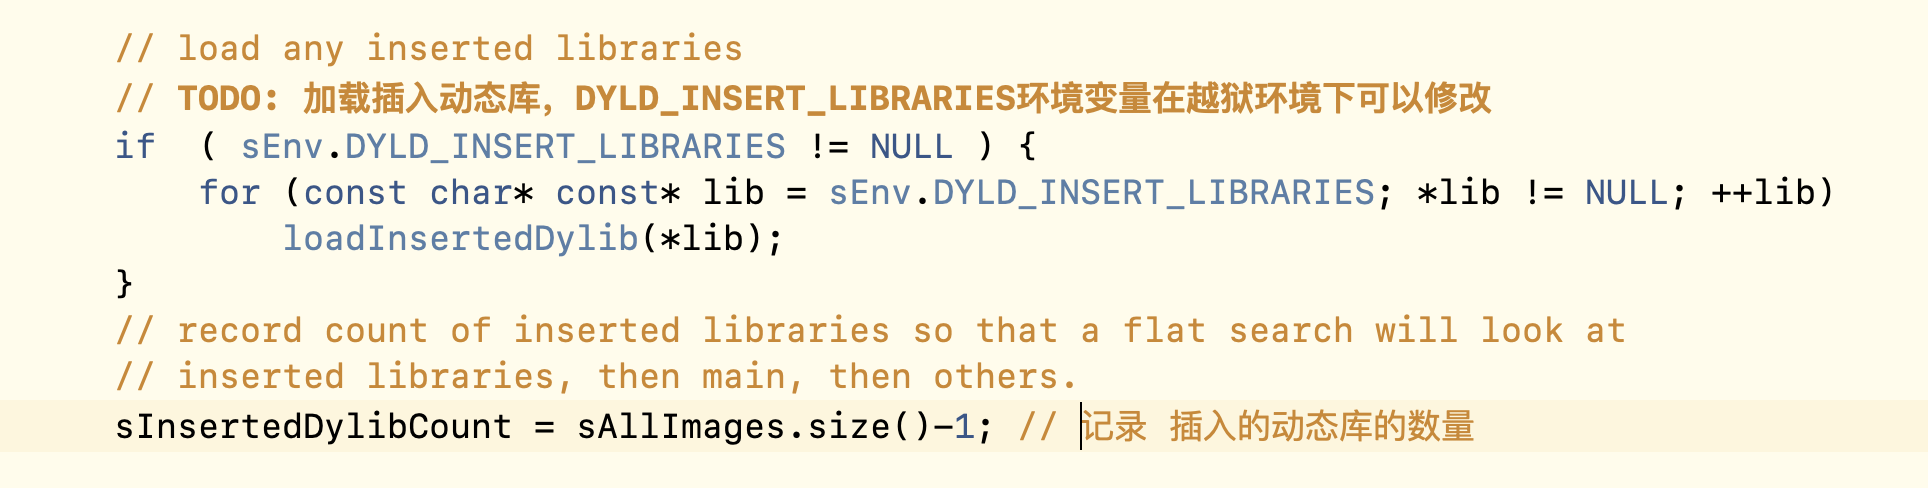 // load any inserted libraries
// TODO: 加载插入动态库，DYLD_INSERT_LIBRARIES环境变量在越狱环境下可以修改
if  ( sEnv.DYLD_INSERT_LIBRARIES != NULL ) {
    for (const char* const* lib = sEnv.DYLD_INSERT_LIBRARIES; *lib != NULL; ++lib)
        loadInsertedDylib(*lib);
}
// record count of inserted libraries so that a flat search will look at
// inserted libraries, then main, then others.
sInsertedDylibCount = sAllImages.size()-1; // 记录 插入的动态库的数量